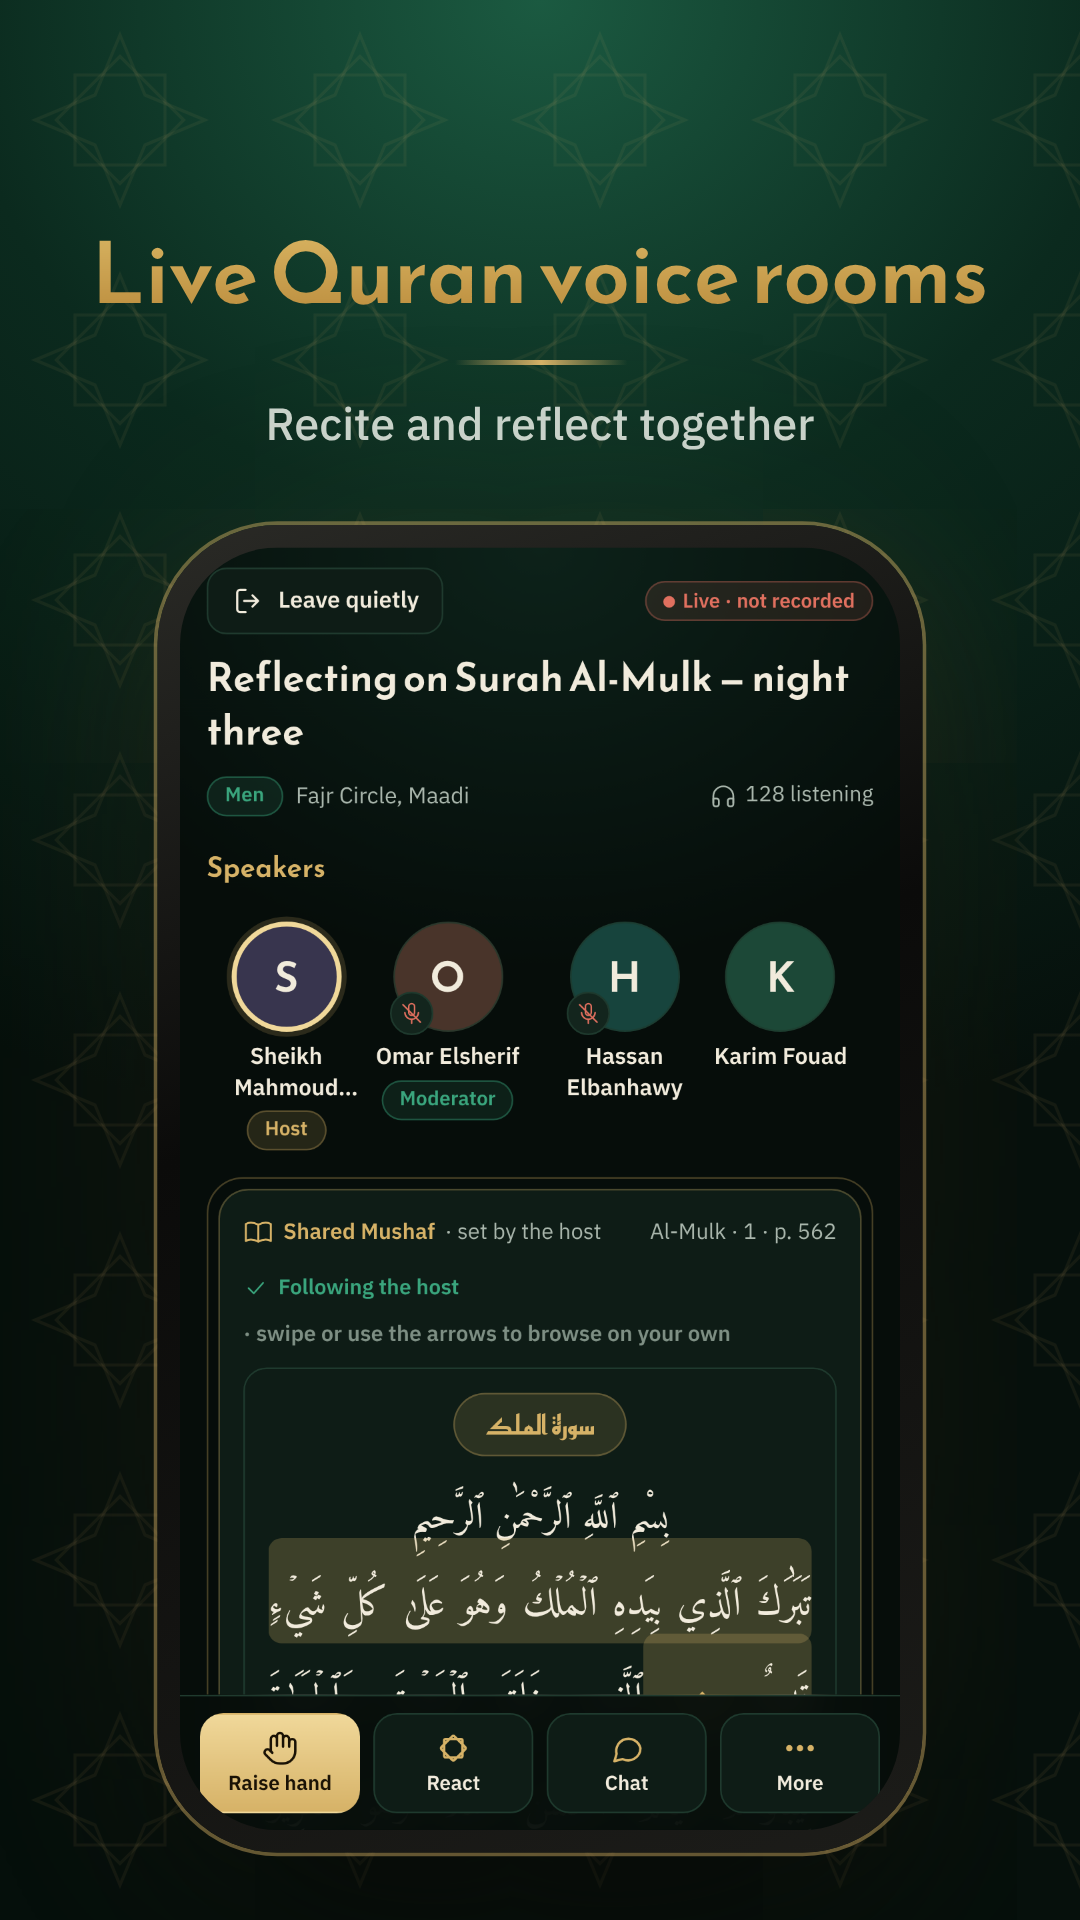 Live Quran voice rooms
Recite and reflect together
Leave quietly
Live · not recorded
Reflecting on Surah Al-Mulk – night
three
Men
Fajr Circle, Maadi
128 listening
Speakers
S
O
H
K
Sheikh
Mahmoud...
Omar Elsherif
Hassan
Elbanhawy
Karim Fouad
Host
Moderator
Shared Mushaf · set by the host
Al-Mulk · 1 · p. 562
Following the host
· swipe or use the arrows to browse on your own
سورة الملك
بِسْمِ ٱللَّهِ ٱلرَّحْمَٰنِ ٱلرَّحِيمِ
تَبَٰرَكَ ٱلَّذِي بِيَدِهِ ٱلْمُلْكُ وَهُوَ عَلَىٰ كُلِّ شَيْءٍ
Raise hand
React
Chat
More